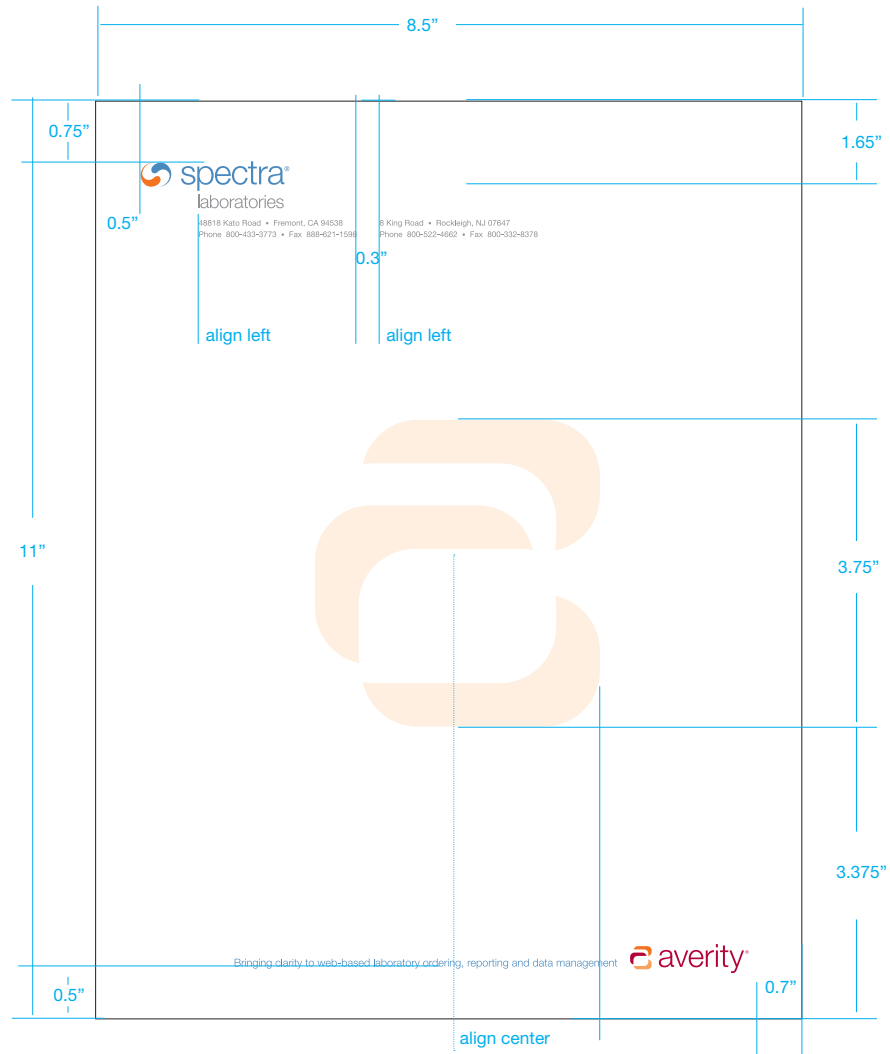 8.5”
0.75”
1.65”
spectra®
laboratories
0.5”
48818 Kato Road • Fremont, CA 94538
Phone 800-433-3773 • Fax 888-621-1598
8 King Road • Rockleigh, NJ 07647
Phone 800-522-4662 • Fax 800-332-8378
0.3”
align left
align left
11”
3.75”
3.375”
Bringing clarity to web-based laboratory ordering, reporting and data management
averity®
0.5”
0.7”
align center